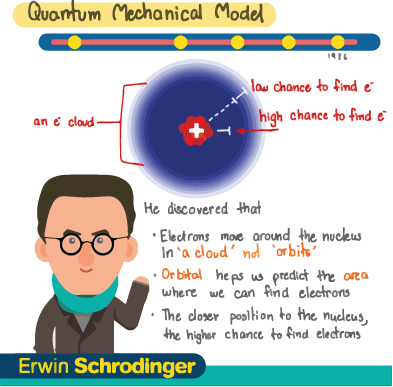 Quantum Mechanical Model
1926
low chance to find e⁻
high chance to find e⁻
an e⁻ cloud
He discovered that
• Electrons move around the nucleus
in 'a cloud' not 'orbits'
• Orbital heps us predict the area
where we can find electrons
• The closer position to the nucleus,
the higher chance to find electrons
Erwin Schrodinger